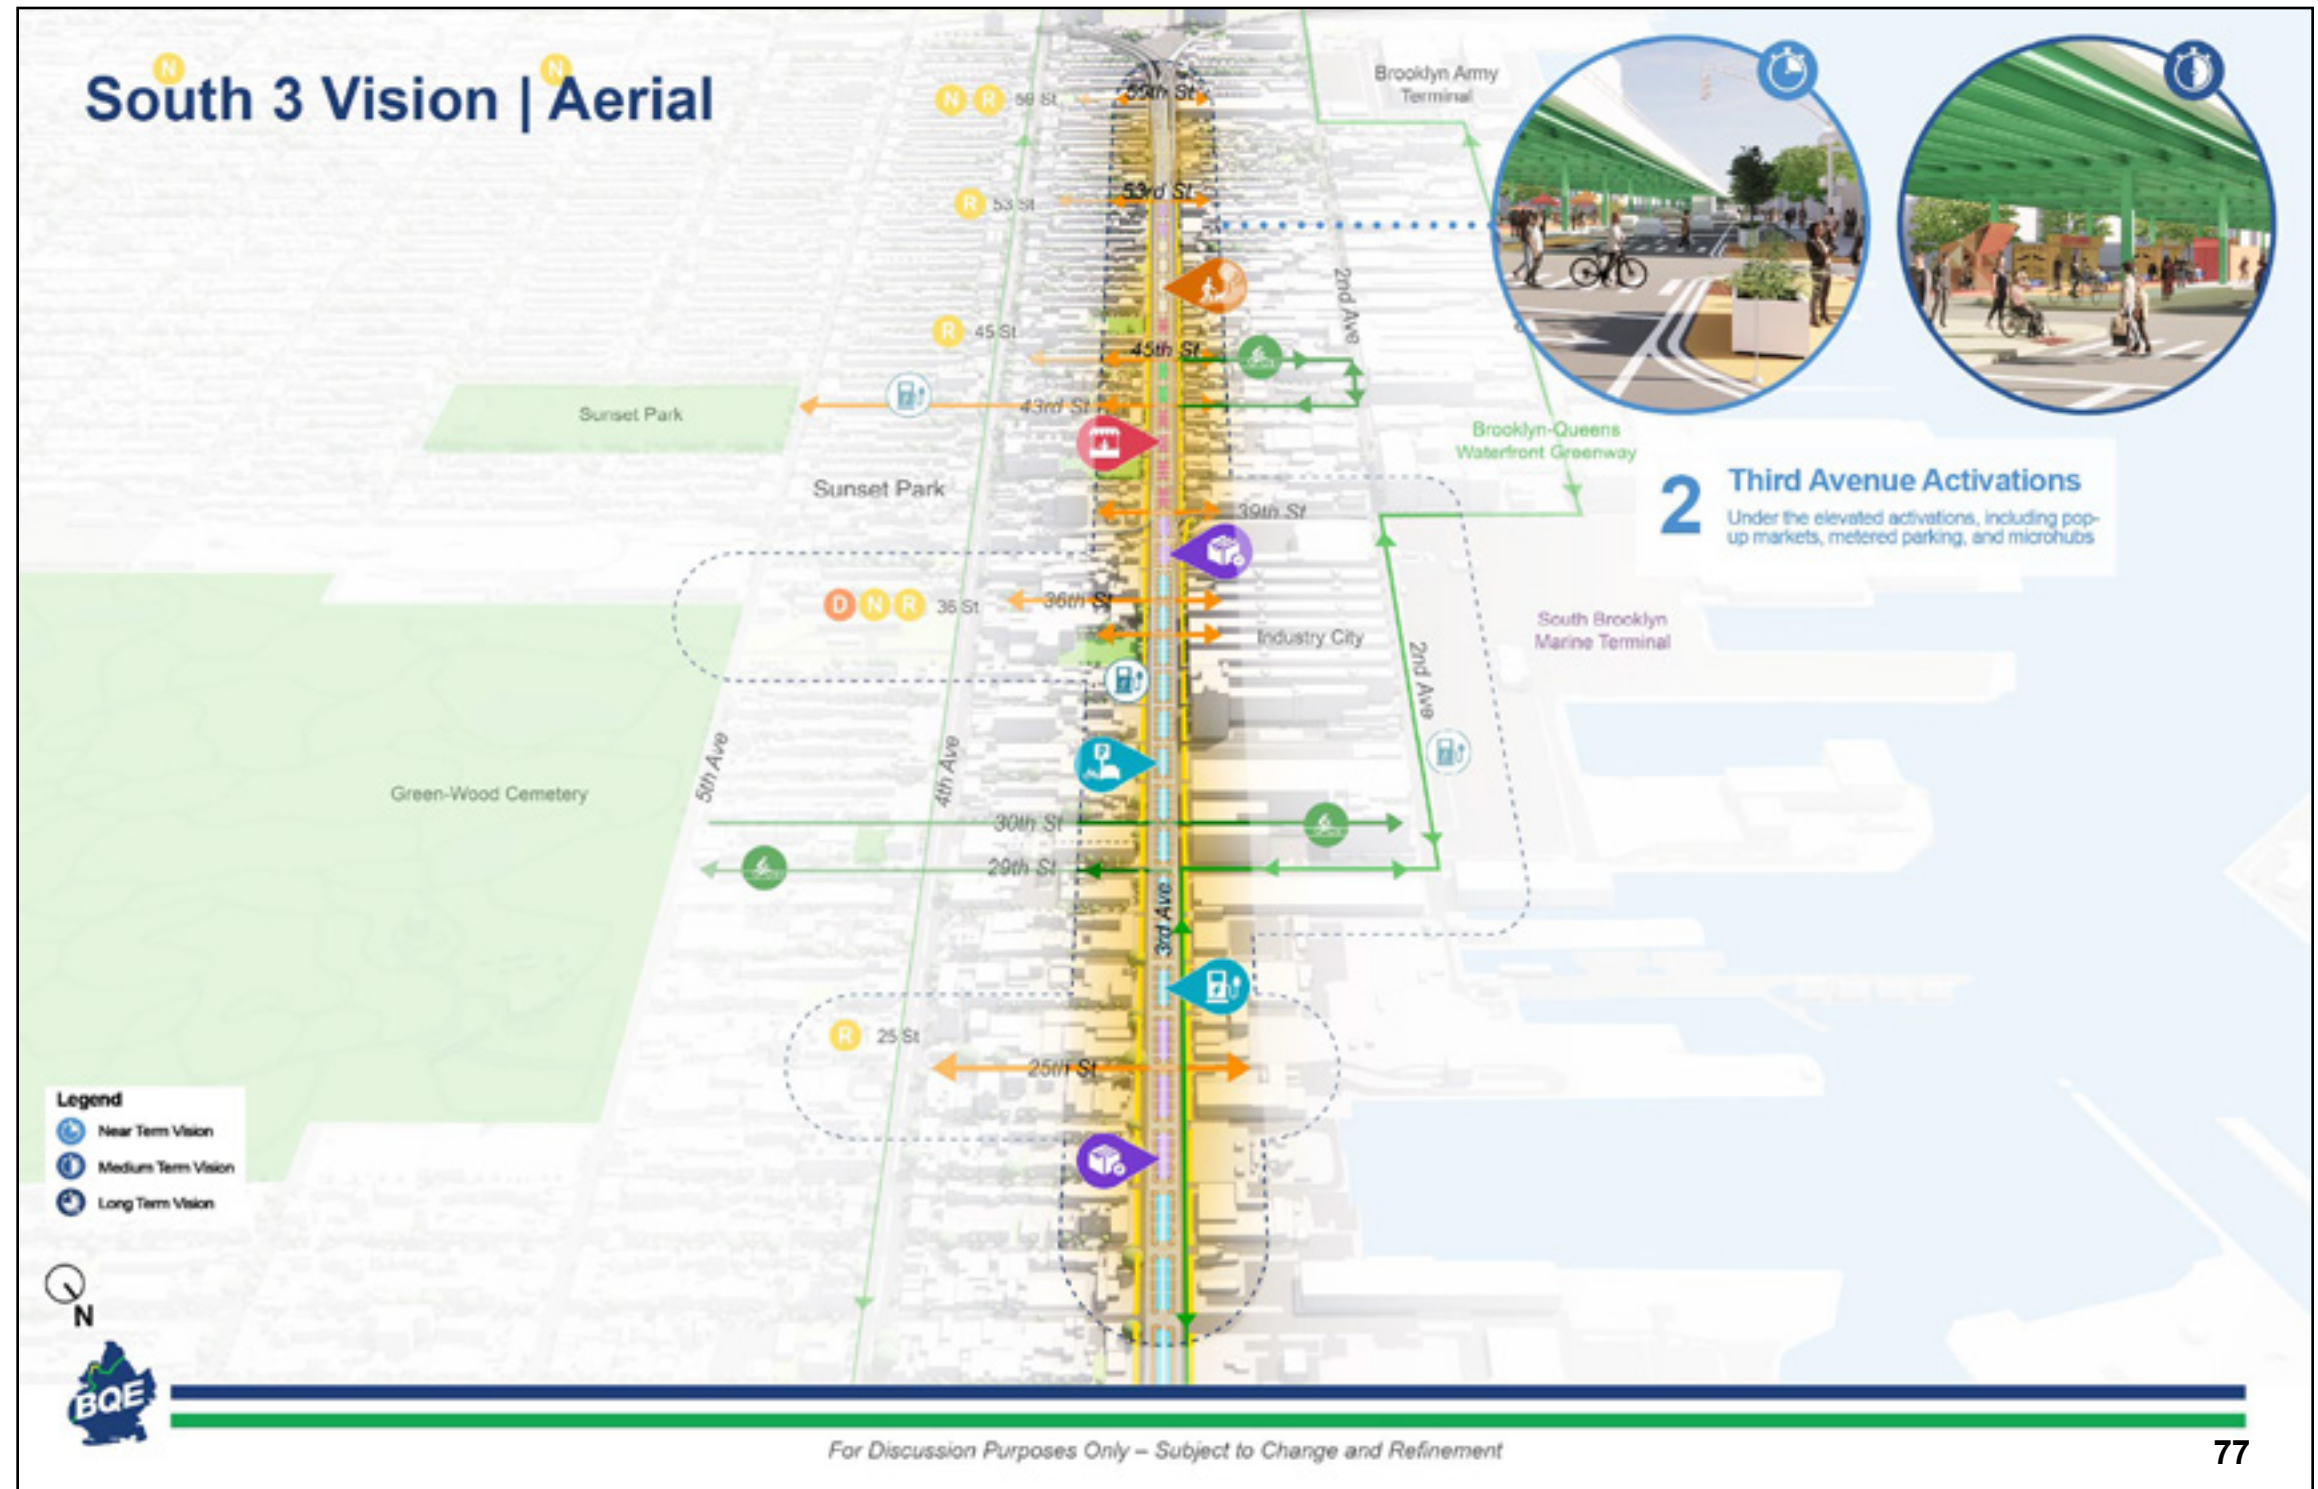 South 3 Vision | Aerial
N
N
N R 59 St
59th St
Brooklyn Army
Terminal
53rd St
R 53 St
2nd Ave
R 45 St
45th St
43rd St
Sunset Park
Brooklyn-Queens
Waterfront Greenway
2
Third Avenue Activations
Under the elevated activations, including pop-
up markets, metered parking, and microhubs
Sunset Park
39th St
D N R 36 St
36th St
Industry City
South Brooklyn
Marine Terminal
2nd Ave
5th Ave
4th Ave
Green-Wood Cemetery
30th St
29th St
3rd Ave
R 25 St
25th St
Legend
Near Term Vision
Medium Term Vision
Long Term Vision
N
BQE
For Discussion Purposes Only – Subject to Change and Refinement
77